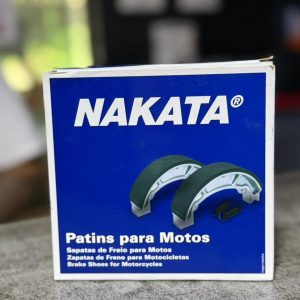 NAKATA®
Patins para Motos
Sapatas de Freio para Motos
Zapatas de Freno para Motocicletas
Brake Shoes for Motorcycles